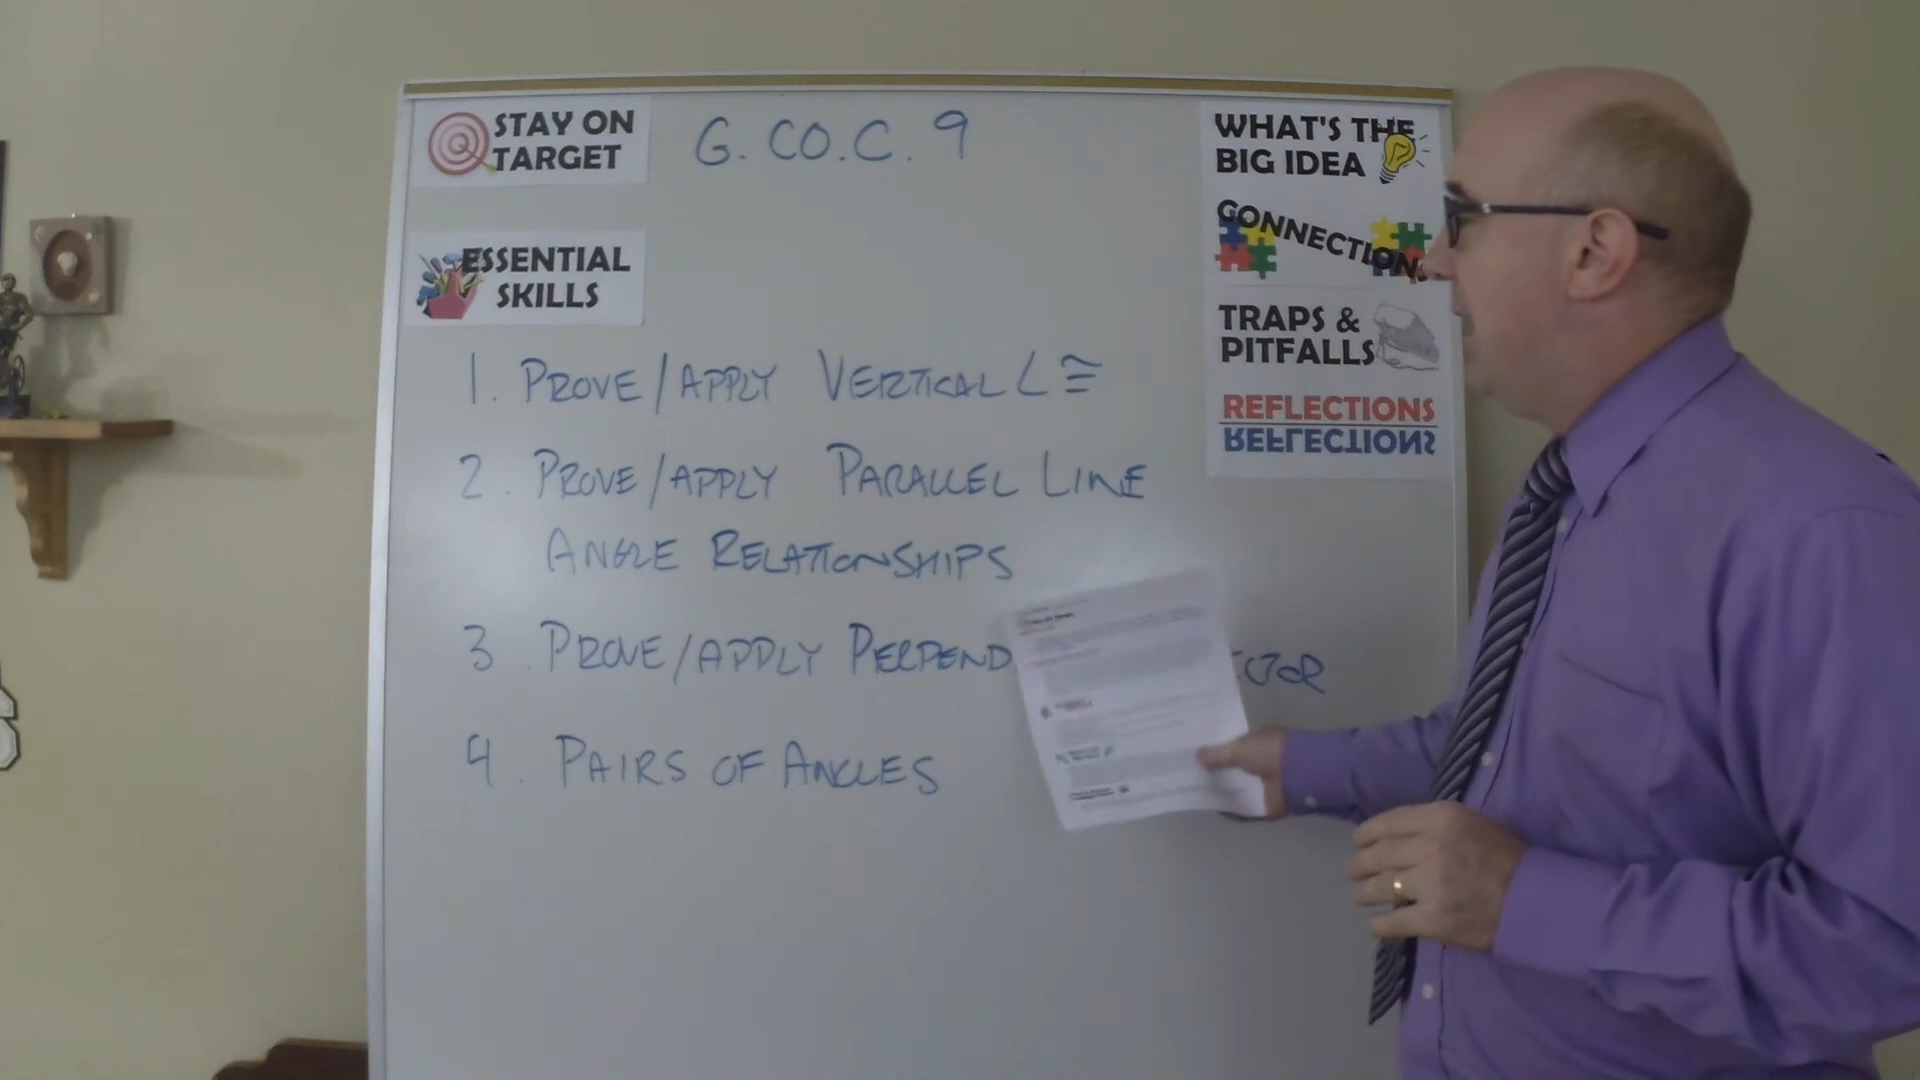 STAY ON
TARGET
G.CO.C.9
WHAT'S THE
BIG IDEA
CONNECTIONS
ESSENTIAL
SKILLS
TRAPS &
PITFALLS
REFLECTIONS
REFLECTIONS
1. PROVE/APPLY VERTICAL ∠ ≅
2. PROVE/APPLY PARALLEL LINE
ANGLE RELATIONSHIPS
3. PROVE/APPLY
4. PAIRS OF ANGLES